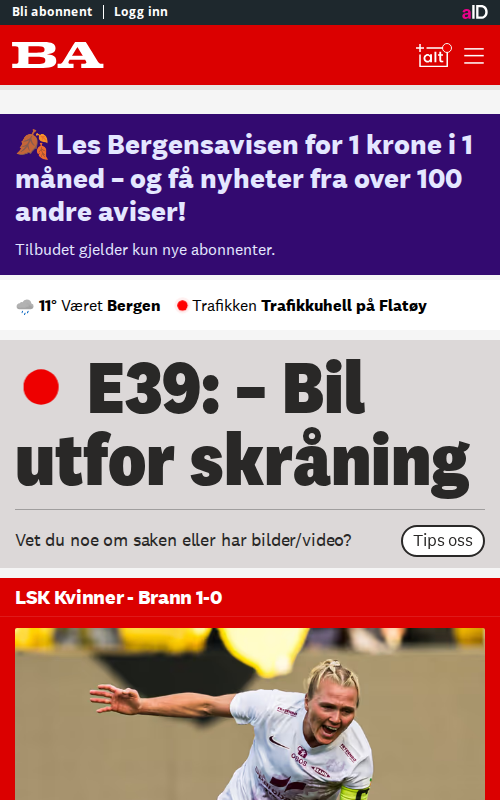 Bli abonnent | Logg inn
aID
BA
+alt
Les Bergensavisen for 1 krone i 1
måned – og få nyheter fra over 100
andre aviser!
Tilbudet gjelder kun nye abonnenter.
11° Været Bergen Trafikken Trafikkuhell på Flatøy
E39: – Bil
utfor skråning
Vet du noe om saken eller har bilder/video? Tips oss
LSK Kvinner - Brann 1-0